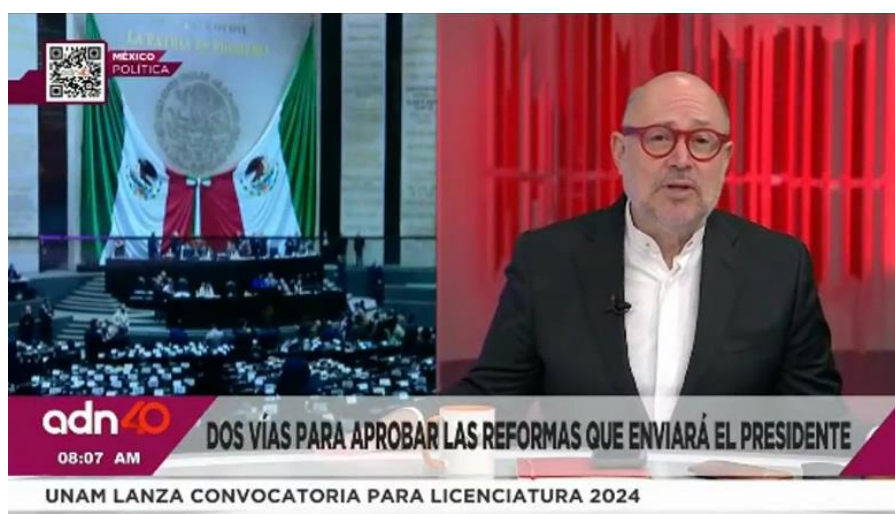 LA PATRIA ES PRIMERO
MÉXICO
POLÍTICA
adn40
08:07 AM
DOS VÍAS PARA APROBAR LAS REFORMAS QUE ENVIARÁ EL PRESIDENTE
UNAM LANZA CONVOCATORIA PARA LICENCIATURA 2024